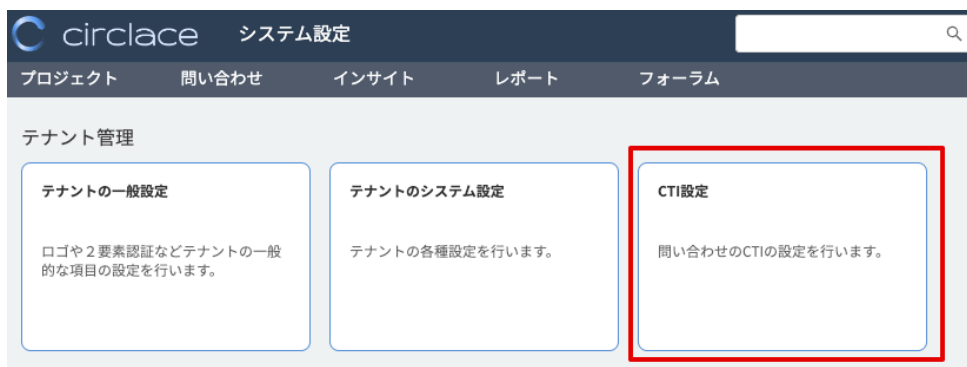 circlace システム設定
プロジェクト 問い合わせ インサイト レポート フォーラム
テナント管理
テナントの一般設定
ロゴや２要素認証などテナントの一般
的な項目の設定を行います。
テナントのシステム設定
テナントの各種設定を行います。
CTI設定
問い合わせのCTIの設定を行います。